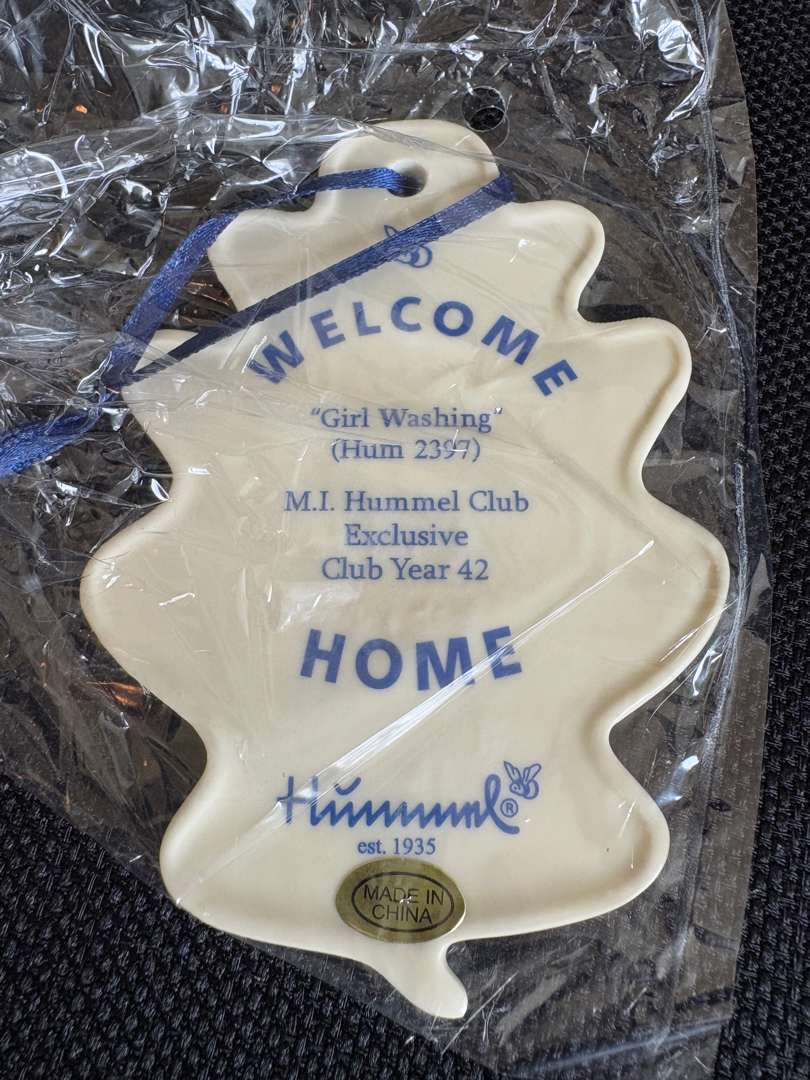 WELCOME
“Girl Washing”
(Hum 2397)
M.I. Hummel Club
Exclusive
Club Year 42
HOME
Hummel®
est. 1935
MADE IN
CHINA